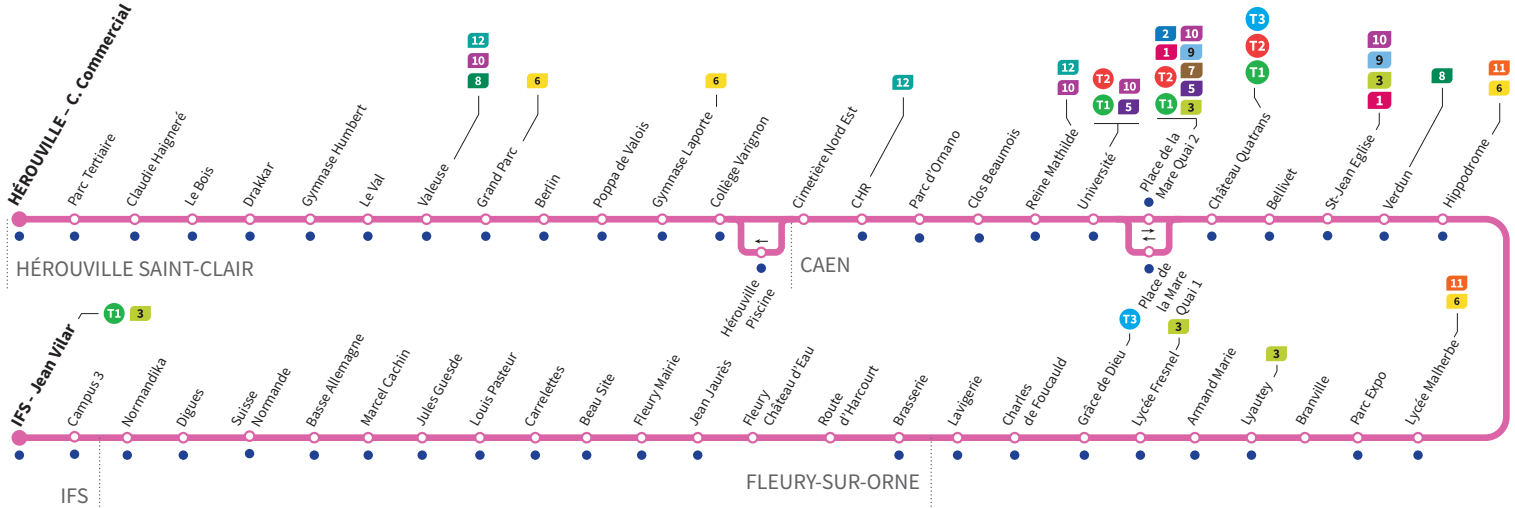 HÉROUVILLE – C. Commercial
Parc Tertiaire
Claudie Haigneré
Le Bois
Drakkar
Gymnase Humbert
Le Val
Valeuse
12
10
8
Grand Parc
6
Berlin
Poppa de Valois
Gymnase Laporte
6
Collège Varignon
Hérouville
Piscine
Cimetière Nord Est
CHR
12
Parc d'Ornano
Clos Beaumois
Reine Mathilde
12
10
Université
T2 10
T1 5
Place de la
Mare Quai 2
2 10
1 9
T2 7
5
T1 3
Place de
la Mare
Quai 1
Château Quatrans
T3
T2
T1
Bellivet
St-Jean Eglise
10
9
3
1
Verdun
8
Hippodrome
11
6
HÉROUVILLE SAINT-CLAIR
CAEN
IFS - Jean Vilar
T1 3
Campus 3
Normandika
Digues
Suisse
Normande
Basse Allemagne
Marcel Cachin
Jules Guesde
Louis Pasteur
Carrelettes
Beau Site
Fleury Mairie
Jean Jaurès
Fleury
Château d'Eau
Route
d'Harcourt
Brasserie
Lavigerie
Charles
de Foucauld
Grâce de Dieu
T3
Lycée Fresnel
3
Armand Marie
Lyautey
3
Branville
Parc Expo
Lycée Malherbe
11
6
IFS
FLEURY-SUR-ORNE